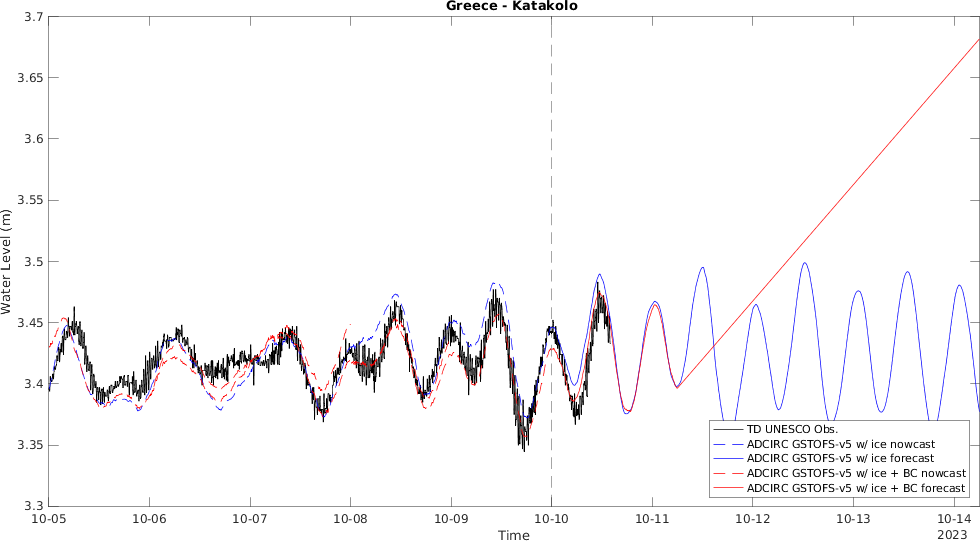 Greece - Katakolo
3.7
3.65
3.6
3.55
3.5
3.45
3.4
3.35
3.3
Water Level (m)
TD UNESCO Obs.
ADCIRC GSTOFS-v5 w/ ice nowcast
ADCIRC GSTOFS-v5 w/ ice forecast
ADCIRC GSTOFS-v5 w/ ice + BC nowcast
ADCIRC GSTOFS-v5 w/ ice + BC forecast
10-05 10-06 10-07 10-08 10-09 10-10 10-11 10-12 10-13 10-14
Time
2023